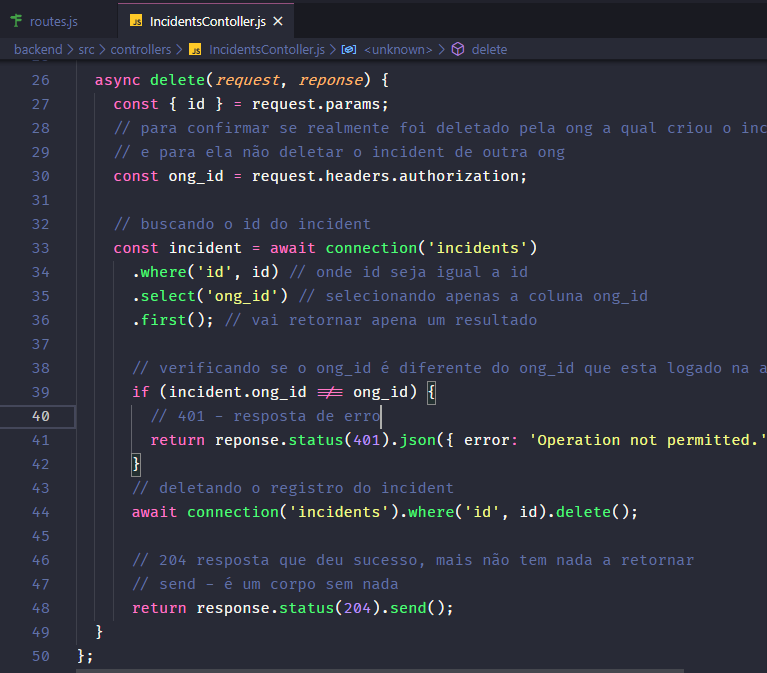 routes.js
JS IncidentsContoller.js ×
backend > src > controllers > JS IncidentsContoller.js > <unknown> > delete
26 async delete(request, reponse) {
27 const { id } = request.params;
28 // para confirmar se realmente foi deletado pela ong a qual criou o inc
29 // e para ela não deletar o incident de outra ong
30 const ong_id = request.headers.authorization;
31
32 // buscando o id do incident
33 const incident = await connection('incidents')
34 .where('id', id) // onde id seja igual a id
35 .select('ong_id') // selecionando apenas a coluna ong_id
36 .first(); // vai retornar apena um resultado
37
38 // verificando se o ong_id é diferente do ong_id que esta logado na a
39 if (incident.ong_id !== ong_id) {
40 // 401 - resposta de erro
41 return reponse.status(401).json({ error: 'Operation not permitted.'
42 }
43 // deletando o registro do incident
44 await connection('incidents').where('id', id).delete();
45
46 // 204 resposta que deu sucesso, mais não tem nada a retornar
47 // send - é um corpo sem nada
48 return response.status(204).send();
49 }
50 };